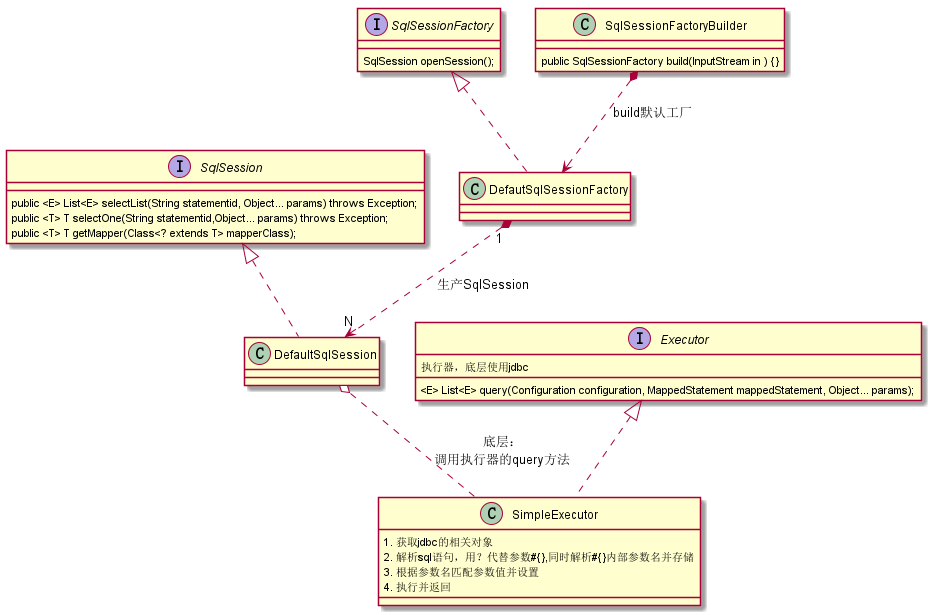 I SqlSessionFactory
SqlSession openSession();
C SqlSessionFactoryBuilder
public SqlSessionFactory build(InputStream in ) {}
build默认工厂
I SqlSession
public <E> List<E> selectList(String statementid, Object... params) throws Exception;
public <T> T selectOne(String statementid,Object... params) throws Exception;
public <T> T getMapper(Class<? extends T> mapperClass);
C DefautSqlSessionFactory
1
生产SqlSession
N
C DefaultSqlSession
I Executor
执行器，底层使用jdbc
<E> List<E> query(Configuration configuration, MappedStatement mappedStatement, Object... params);
底层：
调用执行器的query方法
C SimpleExecutor
1. 获取jdbc的相关对象
2. 解析sql语句，用？代替参数#{},同时解析#{}内部参数名并存储
3. 根据参数名匹配参数值并设置
4. 执行并返回